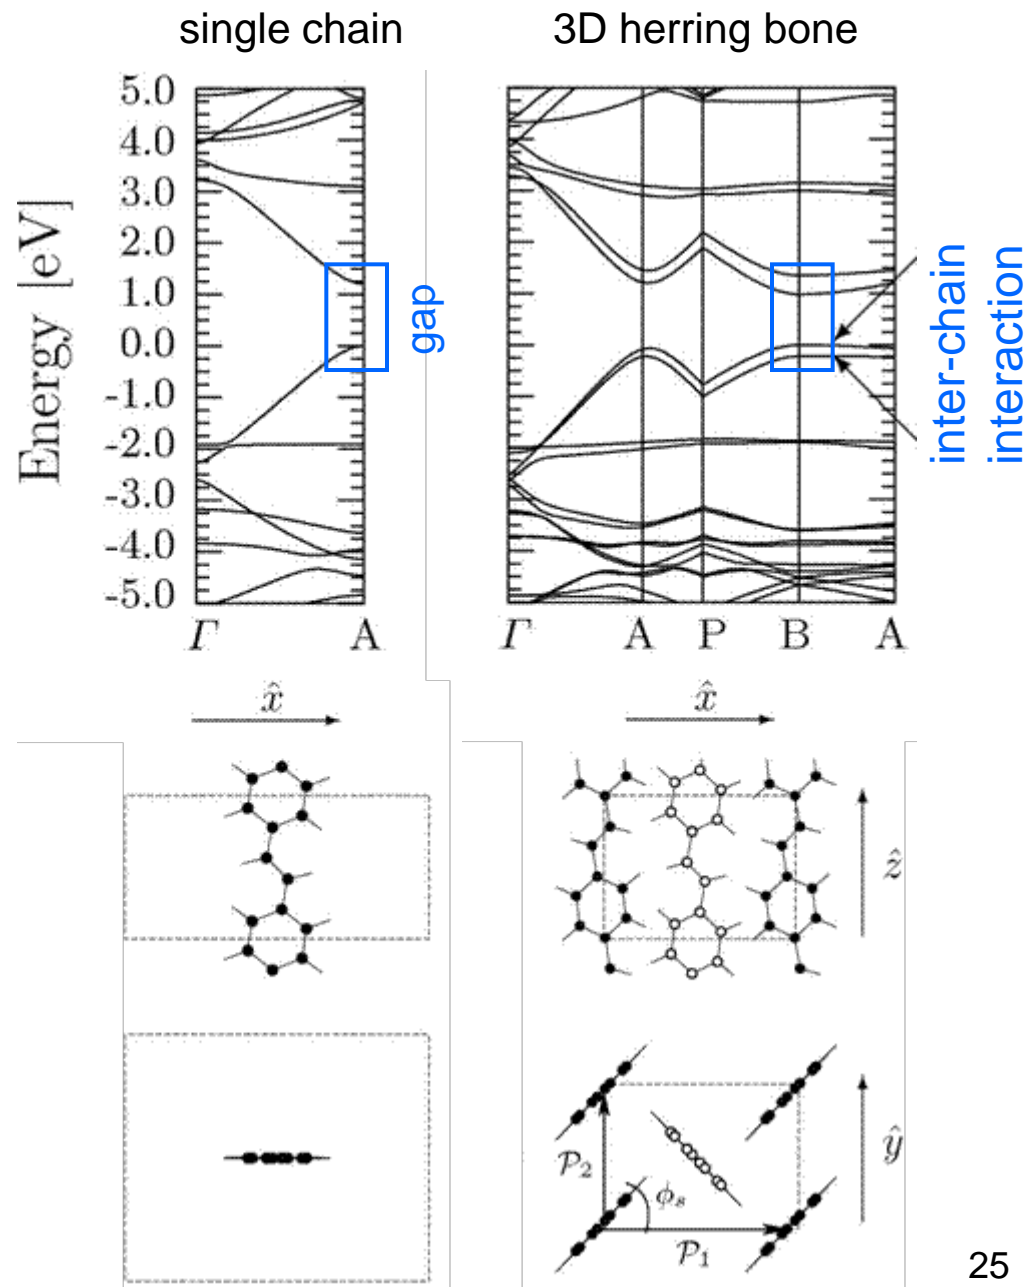 single chain
3D herring bone
Energy [eV]
5.0
4.0
3.0
2.0
1.0
0.0
-1.0
-2.0
-3.0
-4.0
-5.0
gap
inter-chain
interaction
Γ A
Γ A P B A
x̂
x̂
ẑ
ŷ
𝒫₂
ϕₛ
𝒫₁
25